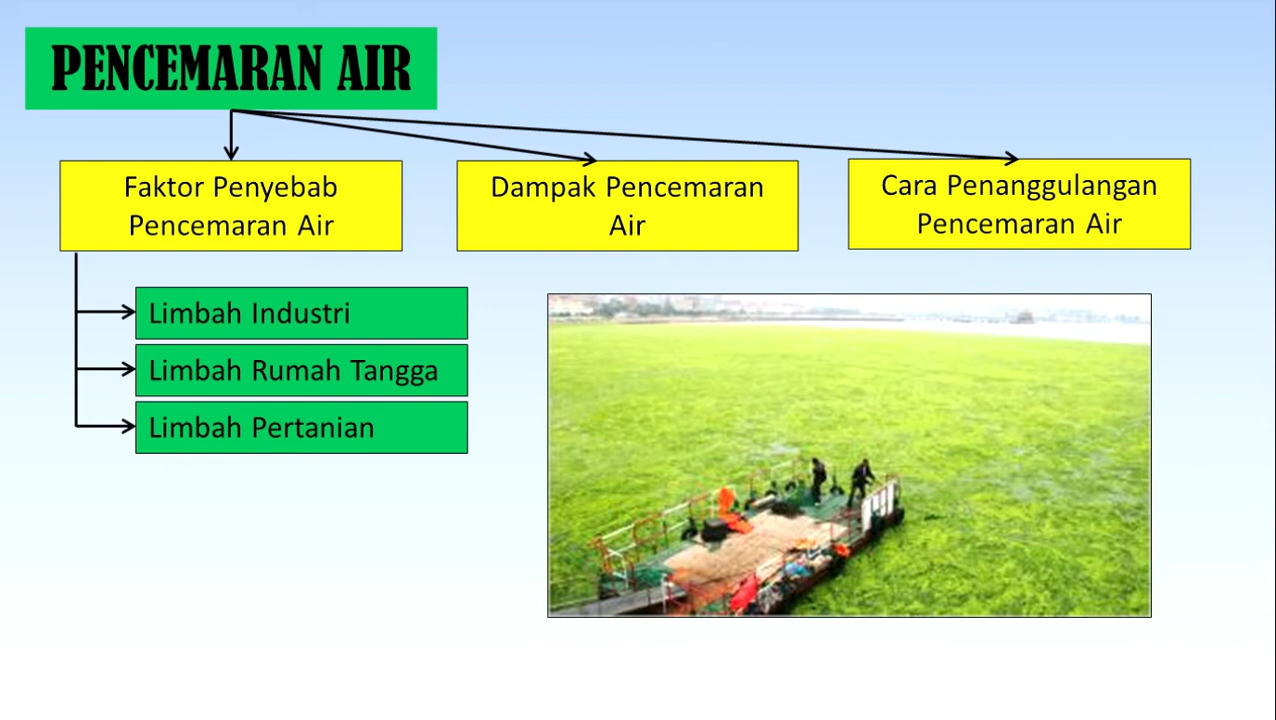 PENCEMARAN AIR
Faktor Penyebab
Pencemaran Air
Dampak Pencemaran
Air
Cara Penanggulangan
Pencemaran Air
Limbah Industri
Limbah Rumah Tangga
Limbah Pertanian